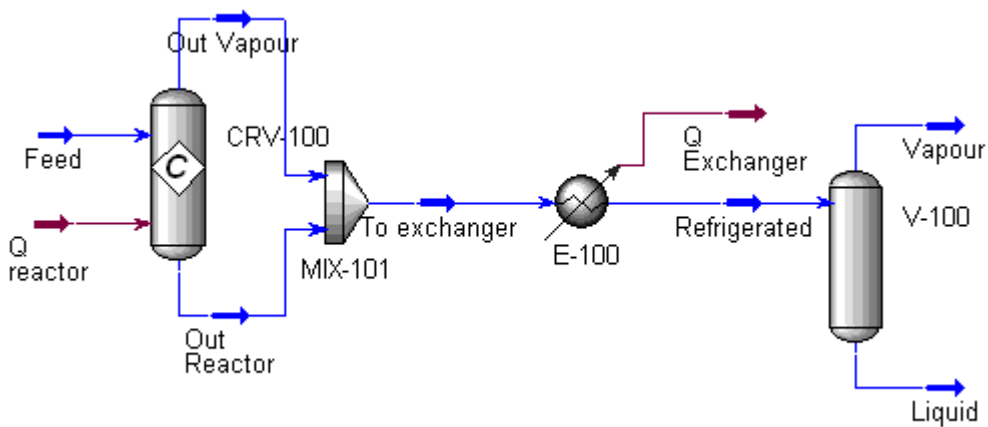 Out Vapour
CRV-100
Feed
C
Q
reactor
Out
Reactor
MIX-101
To exchanger
Q
Exchanger
E-100
Refrigerated
Vapour
V-100
Liquid